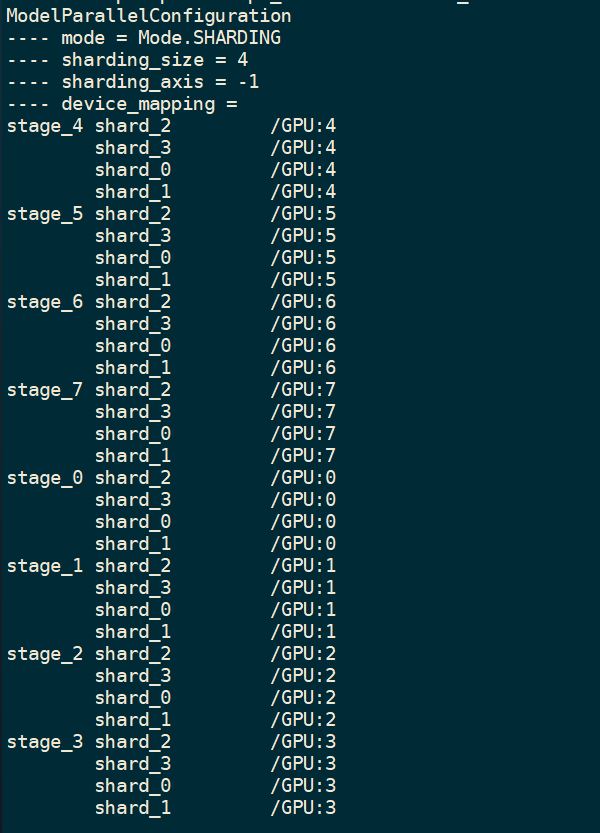 ModelParallelConfiguration
---- mode = Mode.SHARDING
---- sharding_size = 4
---- sharding_axis = -1
---- device_mapping =
stage_4 shard_2         /GPU:4
        shard_3         /GPU:4
        shard_0         /GPU:4
        shard_1         /GPU:4
stage_5 shard_2         /GPU:5
        shard_3         /GPU:5
        shard_0         /GPU:5
        shard_1         /GPU:5
stage_6 shard_2         /GPU:6
        shard_3         /GPU:6
        shard_0         /GPU:6
        shard_1         /GPU:6
stage_7 shard_2         /GPU:7
        shard_3         /GPU:7
        shard_0         /GPU:7
        shard_1         /GPU:7
stage_0 shard_2         /GPU:0
        shard_3         /GPU:0
        shard_0         /GPU:0
        shard_1         /GPU:0
stage_1 shard_2         /GPU:1
        shard_3         /GPU:1
        shard_0         /GPU:1
        shard_1         /GPU:1
stage_2 shard_2         /GPU:2
        shard_3         /GPU:2
        shard_0         /GPU:2
        shard_1         /GPU:2
stage_3 shard_2         /GPU:3
        shard_3         /GPU:3
        shard_0         /GPU:3
        shard_1         /GPU:3